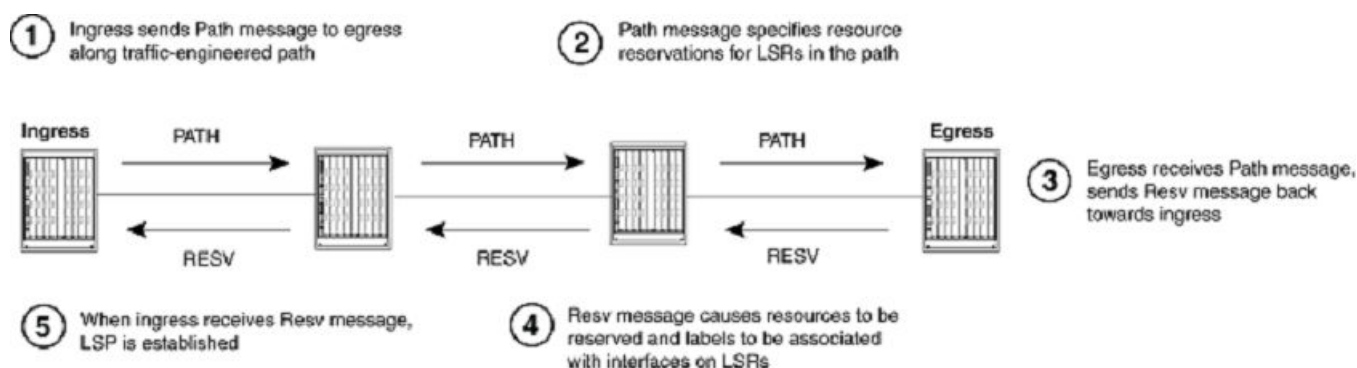 1
Ingress sends Path message to egress
along traffic-engineered path
2
Path message specifies resource
reservations for LSRs in the path
Ingress
PATH
PATH
PATH
Egress
RESV
RESV
RESV
3
Egress receives Path message,
sends Resv message back
towards ingress
5
When ingress receives Resv message,
LSP is established
4
Resv message causes resources to be
reserved and labels to be associated
with interfaces on LSRs